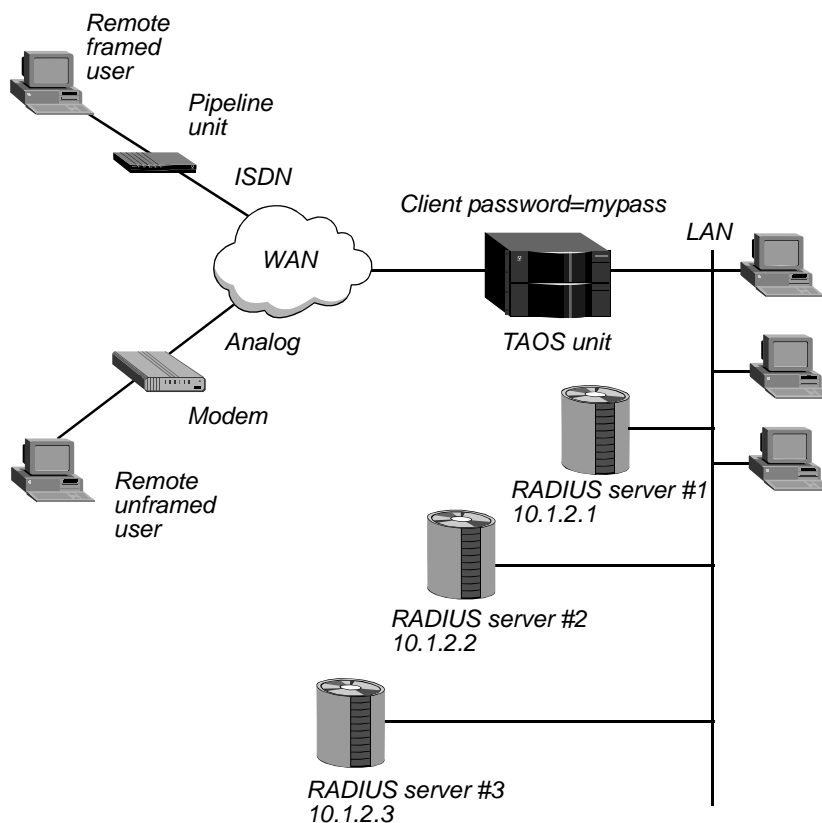 Remote
framed
user
Pipeline
unit
ISDN
Client password=mypass
LAN
WAN
Analog
TAOS unit
Modem
Remote
unframed
user
RADIUS server #1
10.1.2.1
RADIUS server #2
10.1.2.2
RADIUS server #3
10.1.2.3